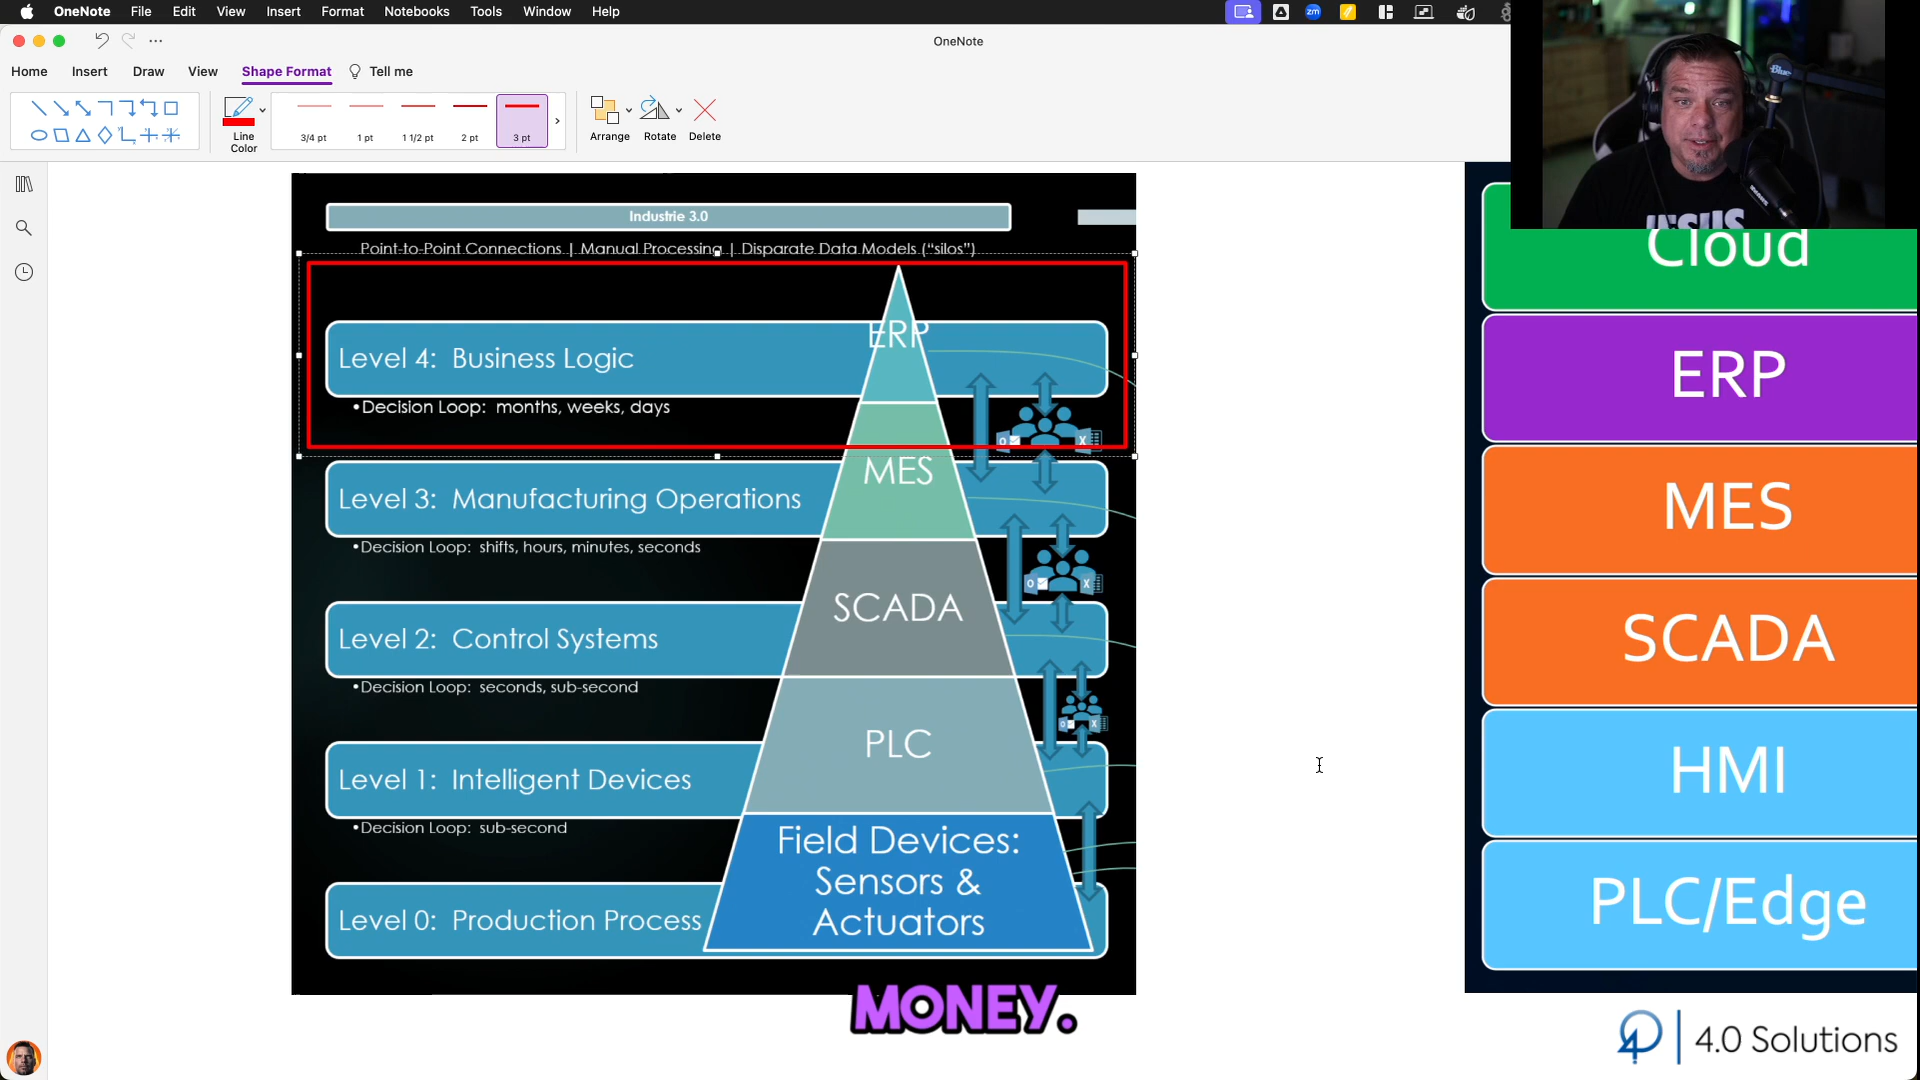 OneNote File Edit View Insert Format Notebooks Tools Window Help
zm
OneNote
Home Insert Draw View Shape Format Tell me
3/4 pt 1 pt 1 1/2 pt 2 pt 3 pt
Line Color
Arrange Rotate Delete
Blue
JESUS
Industrie 3.0
Point-to-Point Connections | Manual Processing | Disparate Data Models (“silos”)
ERP
Level 4: Business Logic
•Decision Loop: months, weeks, days
MES
Level 3: Manufacturing Operations
•Decision Loop: shifts, hours, minutes, seconds
SCADA
Level 2: Control Systems
•Decision Loop: seconds, sub-second
PLC
Level 1: Intelligent Devices
•Decision Loop: sub-second
Field Devices:
Sensors &
Actuators
Level 0: Production Process
O X
O X
O X
Cloud
ERP
MES
SCADA
HMI
PLC/Edge
MONEY.
4.0 Solutions